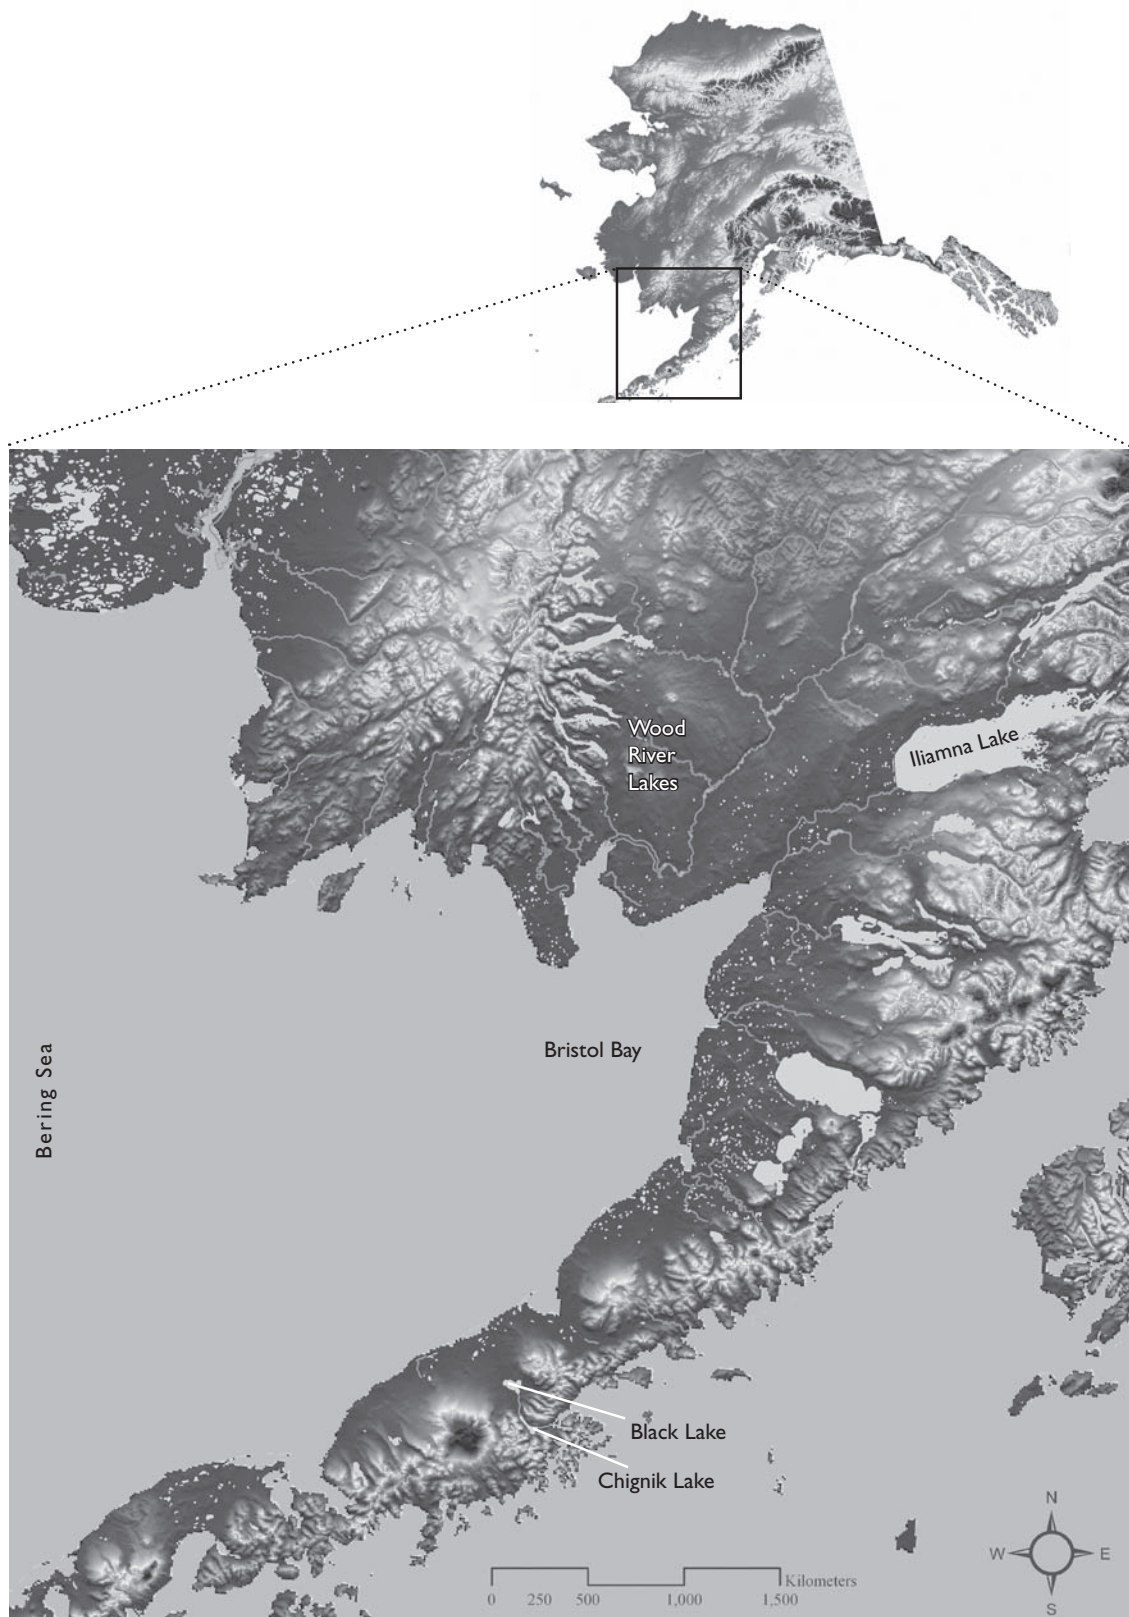 Wood
River
Lakes
Iliamna Lake
Bristol Bay
Bering Sea
Black Lake
Chignik Lake
N
W E
S
Kilometers
0 250 500 1,000 1,500